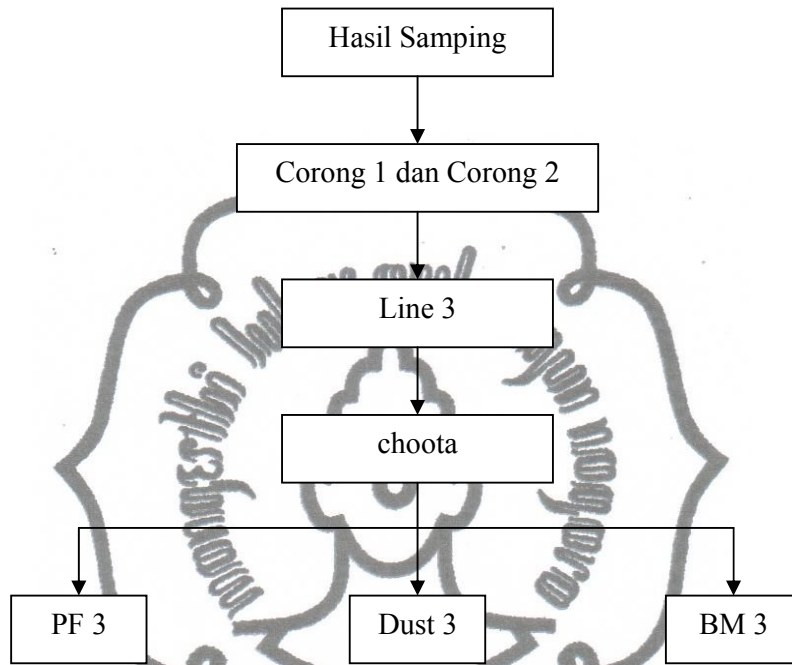 Hasil Samping
Corong 1 dan Corong 2
Line 3
choota
PF 3
Dust 3
BM 3